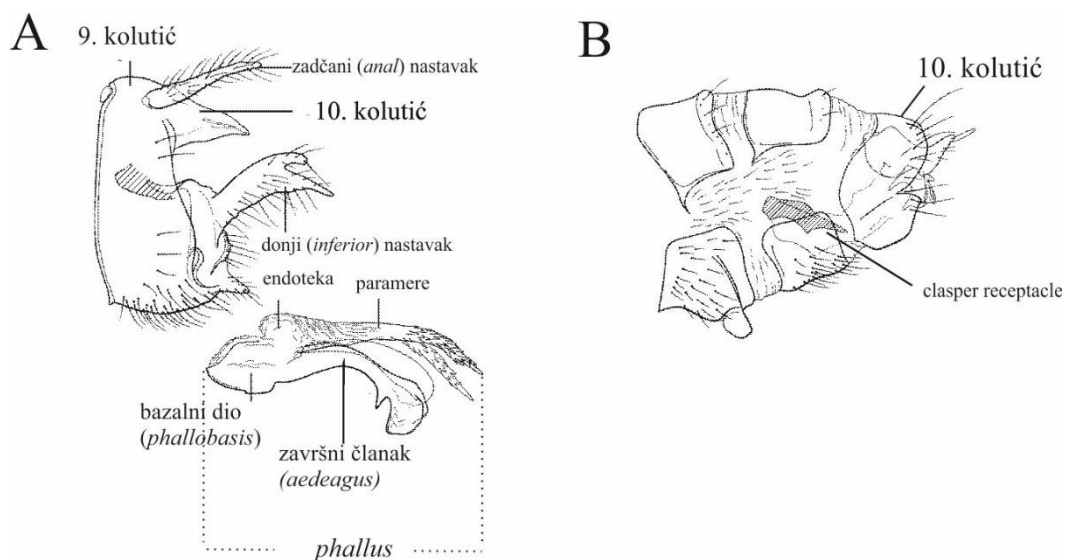 A
9. kolutić
zadčani (anal) nastavak
10. kolutić
donji (inferior) nastavak
endoteka
paramere
bazalni dio
(phallobasis)
završni članak
(aedeagus)
phallus
B
10. kolutić
clasper receptacle